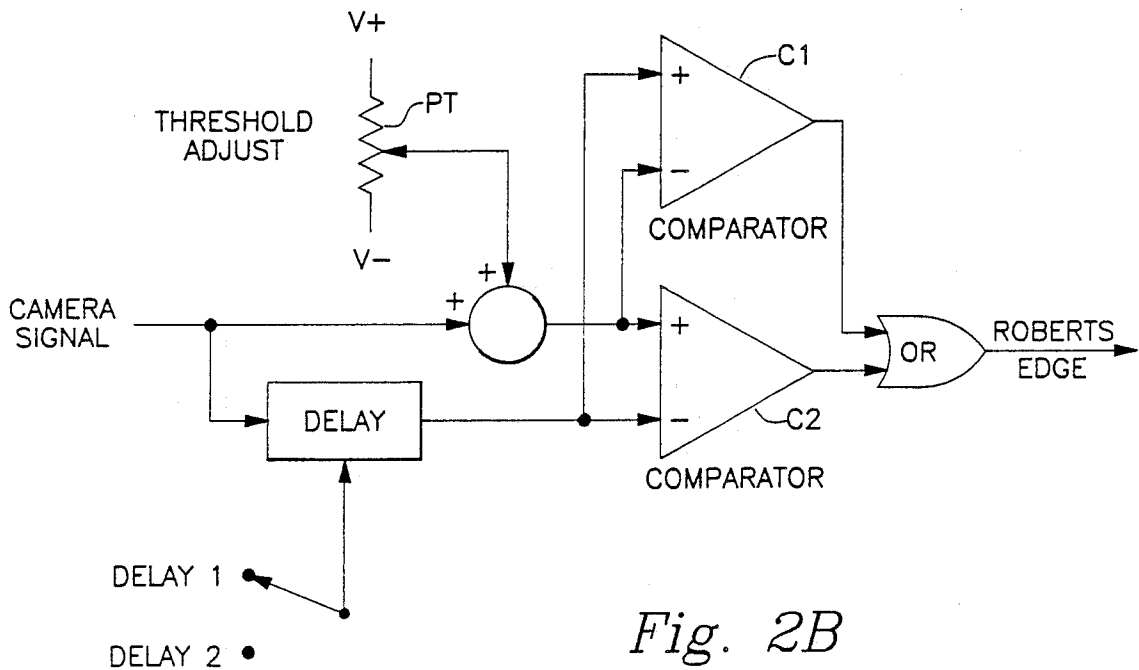 V+
PT
THRESHOLD
ADJUST
V-
C1
+
-
COMPARATOR
CAMERA
SIGNAL
+
+
+
-
C2
COMPARATOR
OR
ROBERTS
EDGE
DELAY
DELAY 1
DELAY 2
Fig. 2B